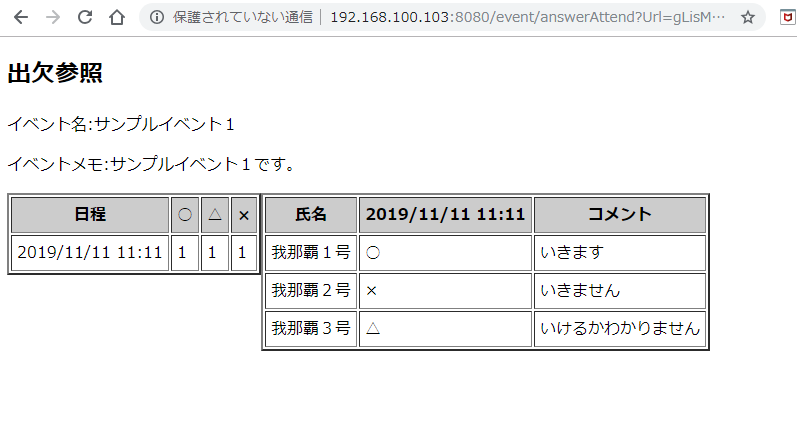 保護されていない通信 | 192.168.100.103:8080/event/answerAttend?Url=gLisM...
出欠参照
イベント名:サンプルイベント１
イベントメモ:サンプルイベント１です。
日程 ○ △ ×
2019/11/11 11:11 1 1 1
氏名 2019/11/11 11:11 コメント
我那覇１号 ○ いきます
我那覇２号 × いきません
我那覇３号 △ いけるかわかりません